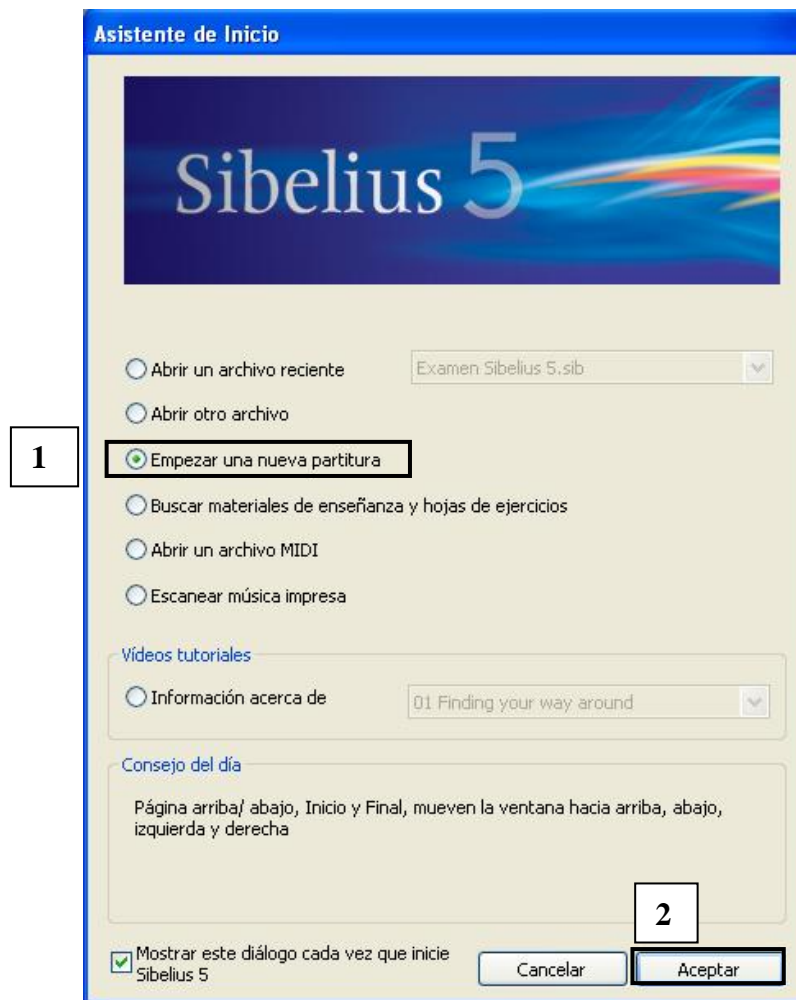 Asistente de Inicio
Sibelius 5
Abrir un archivo reciente
Examen Sibelius 5.sib
Abrir otro archivo
1
Empezar una nueva partitura
Buscar materiales de enseñanza y hojas de ejercicios
Abrir un archivo MIDI
Escanear música impresa
Vídeos tutoriales
Información acerca de
01 Finding your way around
Consejo del día
Página arriba/ abajo, Inicio y Final, mueven la ventana hacia arriba, abajo,
izquierda y derecha
2
Mostrar este diálogo cada vez que inicie
Sibelius 5
Cancelar
Aceptar